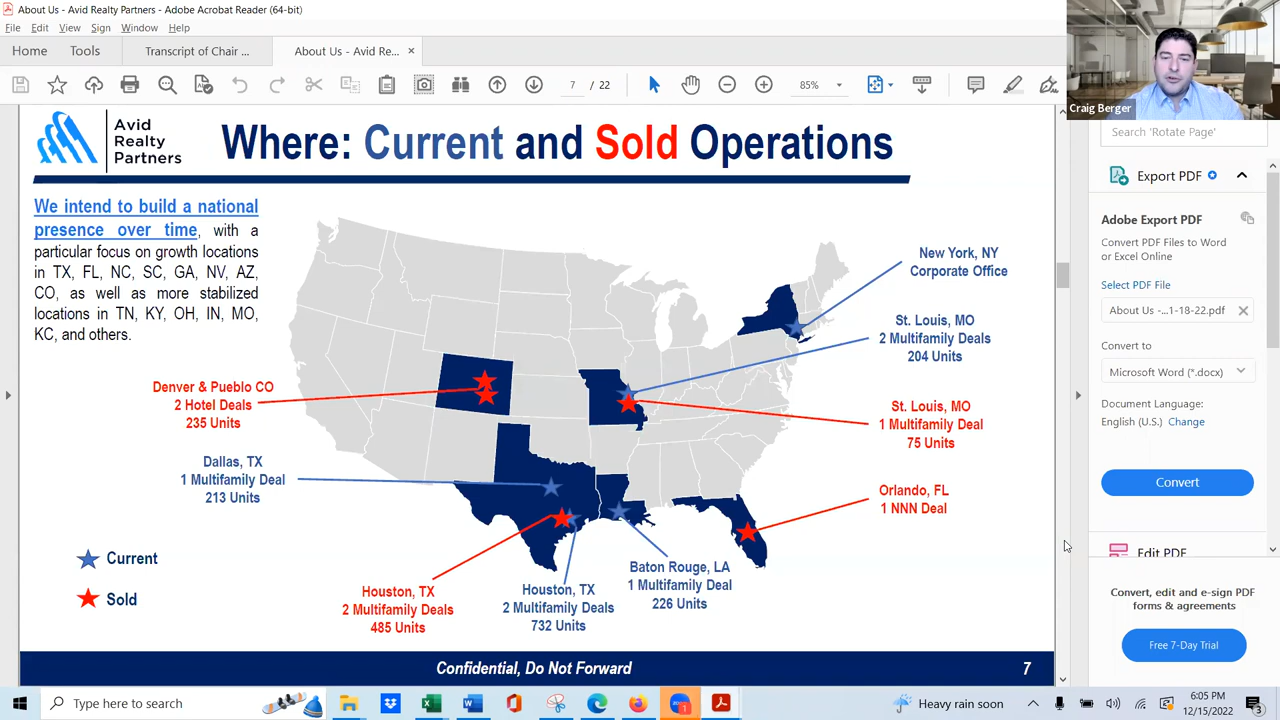 About Us - Avid Realty Partners - Adobe Acrobat Reader (64-bit)
File Edit View Sign Window Help
Home Tools Transcript of Chair ... About Us - Avid Re... ×
7 / 22 85%
Craig Berger
Avid
Realty
Partners
Where: Current and Sold Operations
We intend to build a national
presence over time, with a
particular focus on growth locations
in TX, FL, NC, SC, GA, NV, AZ,
CO, as well as more stabilized
locations in TN, KY, OH, IN, MO,
KC, and others.
New York, NY
Corporate Office
St. Louis, MO
2 Multifamily Deals
204 Units
Denver & Pueblo CO
2 Hotel Deals
235 Units
St. Louis, MO
1 Multifamily Deal
75 Units
Dallas, TX
1 Multifamily Deal
213 Units
Orlando, FL
1 NNN Deal
Current
Sold
Houston, TX
2 Multifamily Deals
485 Units
Houston, TX
2 Multifamily Deals
732 Units
Baton Rouge, LA
1 Multifamily Deal
226 Units
Confidential, Do Not Forward
7
Search 'Rotate Page'
Export PDF
Adobe Export PDF
Convert PDF Files to Word
or Excel Online
Select PDF File
About Us -...1-18-22.pdf
Convert to
Microsoft Word (*.docx)
Document Language:
English (U.S.) Change
Convert
Edit PDF
Convert, edit and e-sign PDF
forms & agreements
Free 7-Day Trial
Type here to search
1
Heavy rain soon
6:05 PM
12/15/2022
3